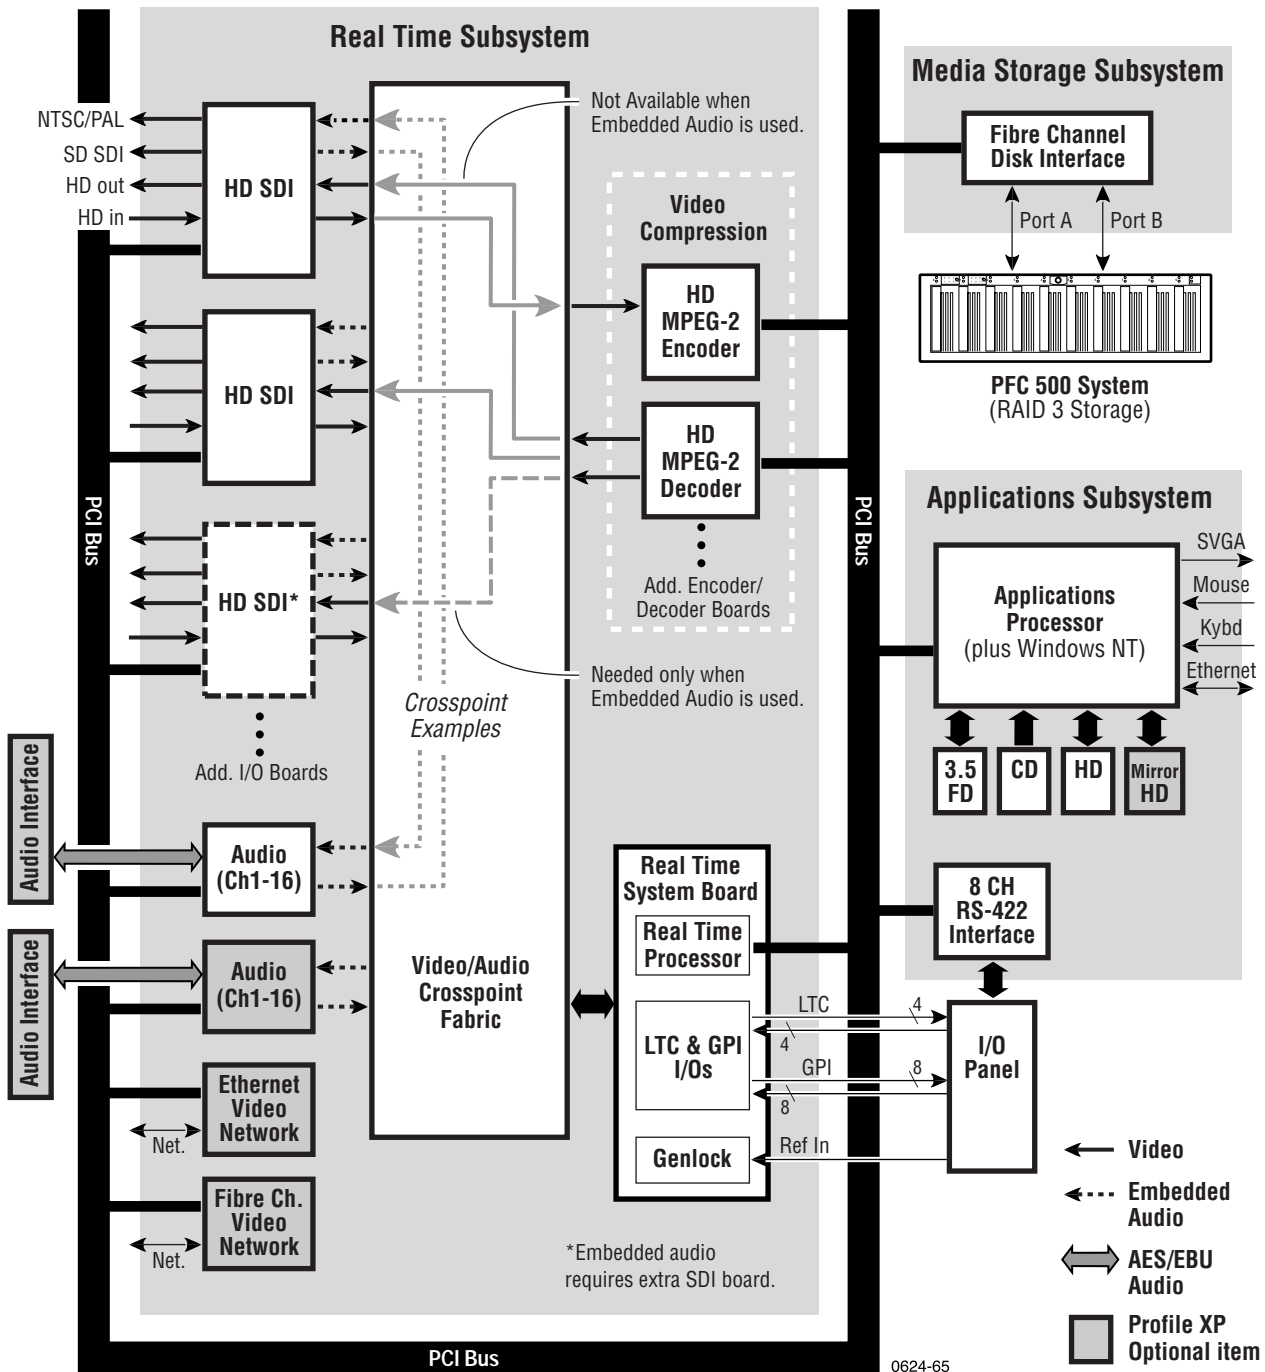 Real Time Subsystem
Media Storage Subsystem
NTSC/PAL
SD SDI
HD out
HD in
HD SDI
Not Available when
Embedded Audio is used.
Fibre Channel
Disk Interface
Port A
Port B
Video
Compression
HD
MPEG-2
Encoder
HD SDI
PFC 500 System
(RAID 3 Storage)
HD
MPEG-2
Decoder
PCI Bus
PCI Bus
Applications Subsystem
HD SDI*
Add. Encoder/
Decoder Boards
Applications
Processor
(plus Windows NT)
SVGA
Mouse
Kybd
Ethernet
Needed only when
Embedded Audio is used.
Crosspoint
Examples
Add. I/O Boards
3.5
FD
CD
HD
Mirror
HD
Audio Interface
Audio
(Ch1-16)
Real Time
System Board
Real Time
Processor
8 CH
RS-422
Interface
Audio Interface
Audio
(Ch1-16)
Video/Audio
Crosspoint
Fabric
LTC & GPI
I/Os
LTC
4
4
GPI
8
8
I/O
Panel
Ethernet
Video
Network
Net.
Genlock
Ref In
Fibre Ch.
Video
Network
Net.
*Embedded audio
requires extra SDI board.
Video
Embedded
Audio
AES/EBU
Audio
Profile XP
Optional item
PCI Bus
0624-65